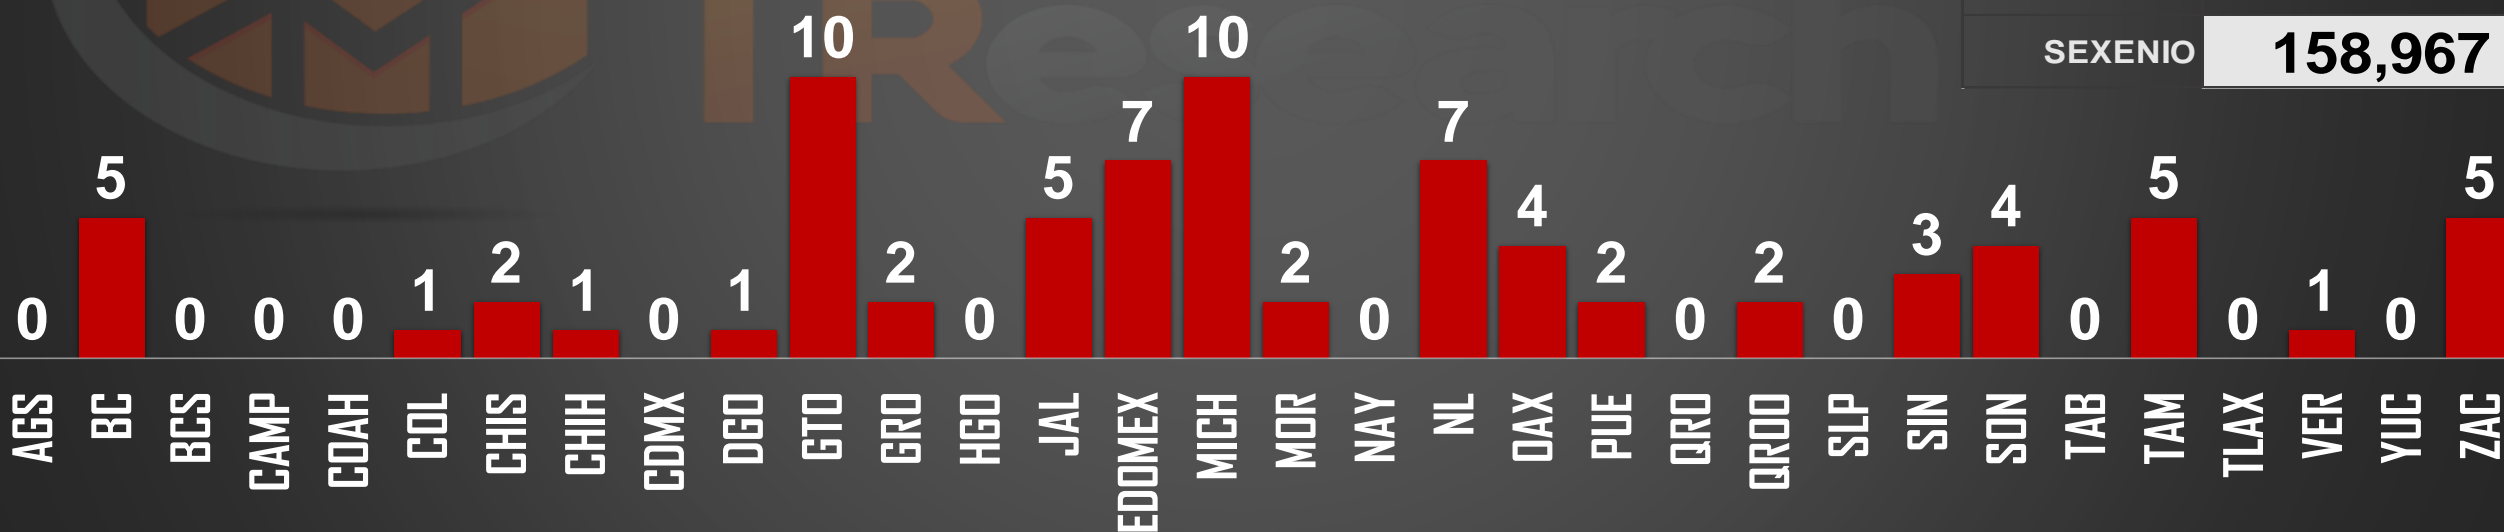 TResearch
SEXENIO 158,967
0 5 0 0 0 1 2 1 0 1 10 2 0 5 7 10 2 0 7 4 2 0 2 0 3 4 0 5 0 1 0 5
AGS BC BCS CAMP COAH COIL CHIS CHIH CDMX DGO GTO GRO HGO JAL EDOMEX MCH MOR NAY NL OAX PUE QRO QROO SLP SIN SON TAB TAM TLAX VER YUC ZAC